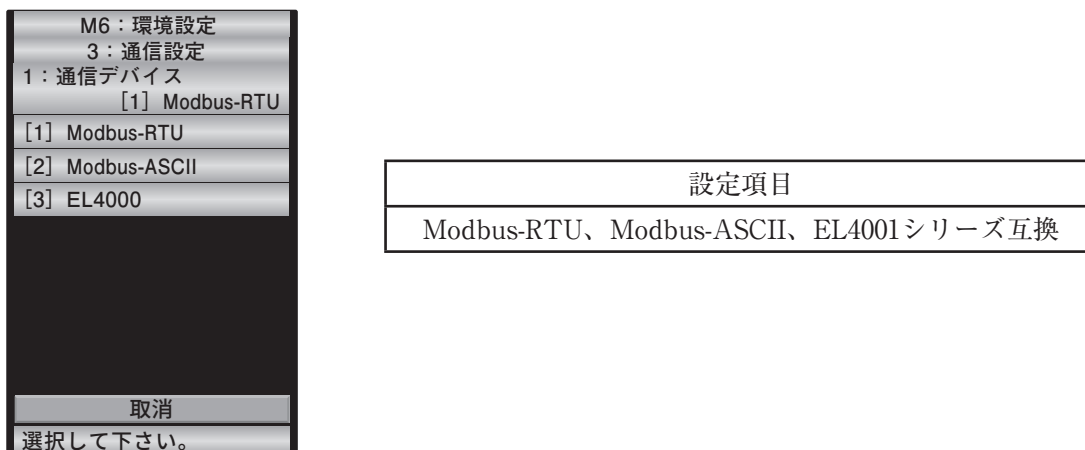 M6：環境設定
3：通信設定
1：通信デバイス
［1］ Modbus-RTU
［1］ Modbus-RTU
［2］ Modbus-ASCII
［3］ EL4000
取消
選択して下さい。
設定項目
Modbus-RTU、Modbus-ASCII、EL4001シリーズ互換